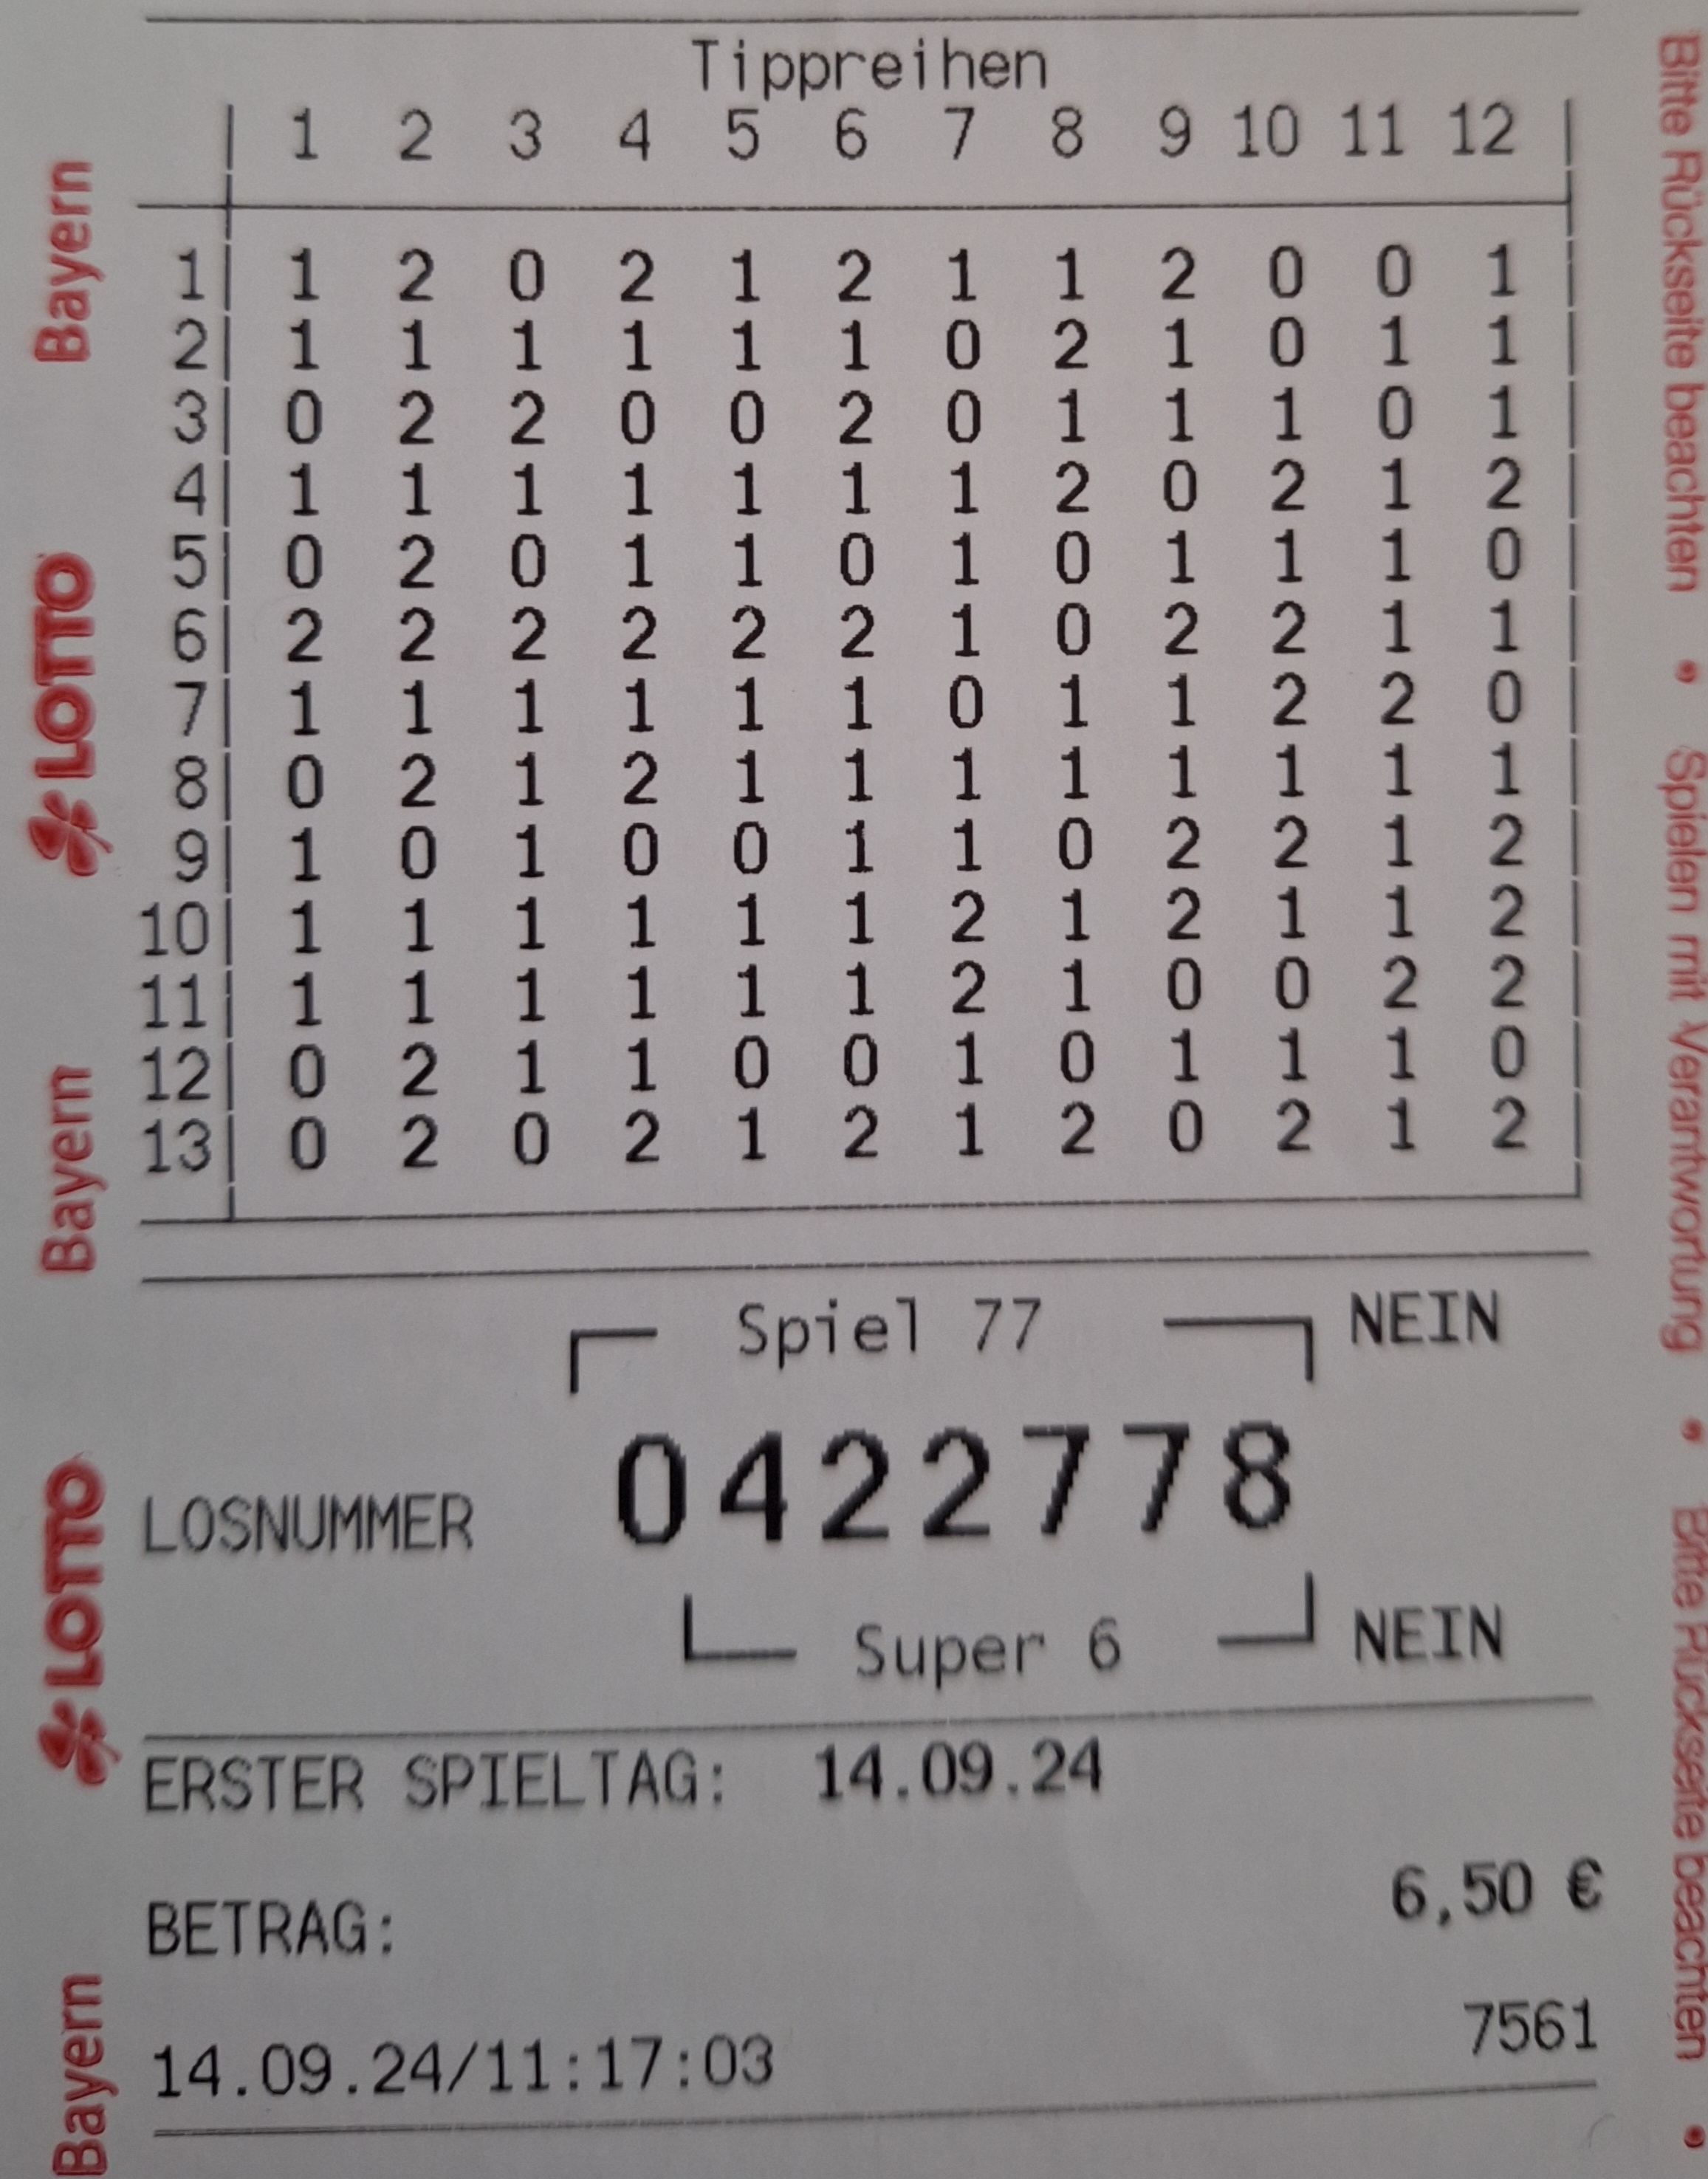 Tippreihen
1 2 3 4 5 6 7 8 9 10 11 12
1 1 2 0 2 1 2 1 1 2 0 0 1
2 1 1 1 1 1 1 0 2 1 0 1 1
3 0 2 2 0 0 2 0 1 1 1 0 1
4 1 1 1 1 1 1 1 2 0 2 1 2
5 0 2 0 1 1 0 1 0 1 1 1 0
6 2 2 2 2 2 2 1 0 2 2 1 1
7 1 1 1 1 1 1 0 1 1 2 2 0
8 0 2 1 2 1 1 1 1 1 1 1 1
9 1 0 1 0 0 1 1 0 2 2 1 2
10 1 1 1 1 1 1 2 1 2 1 1 2
11 1 1 1 1 1 1 2 1 0 0 2 2
12 0 2 1 1 0 0 1 0 1 1 1 0
13 0 2 0 2 1 2 1 2 0 2 1 2
Spiel 77 NEIN
LOSNUMMER 0422778
Super 6 NEIN
ERSTER SPIELTAG: 14.09.24
BETRAG: 6,50 €
14.09.24/11:17:03 7561
Bayern LOTTO Bayern LOTTO Bayern
Bitte Rückseite beachten • Spielen mit Verantwortung • Bitte Rückseite beachten •